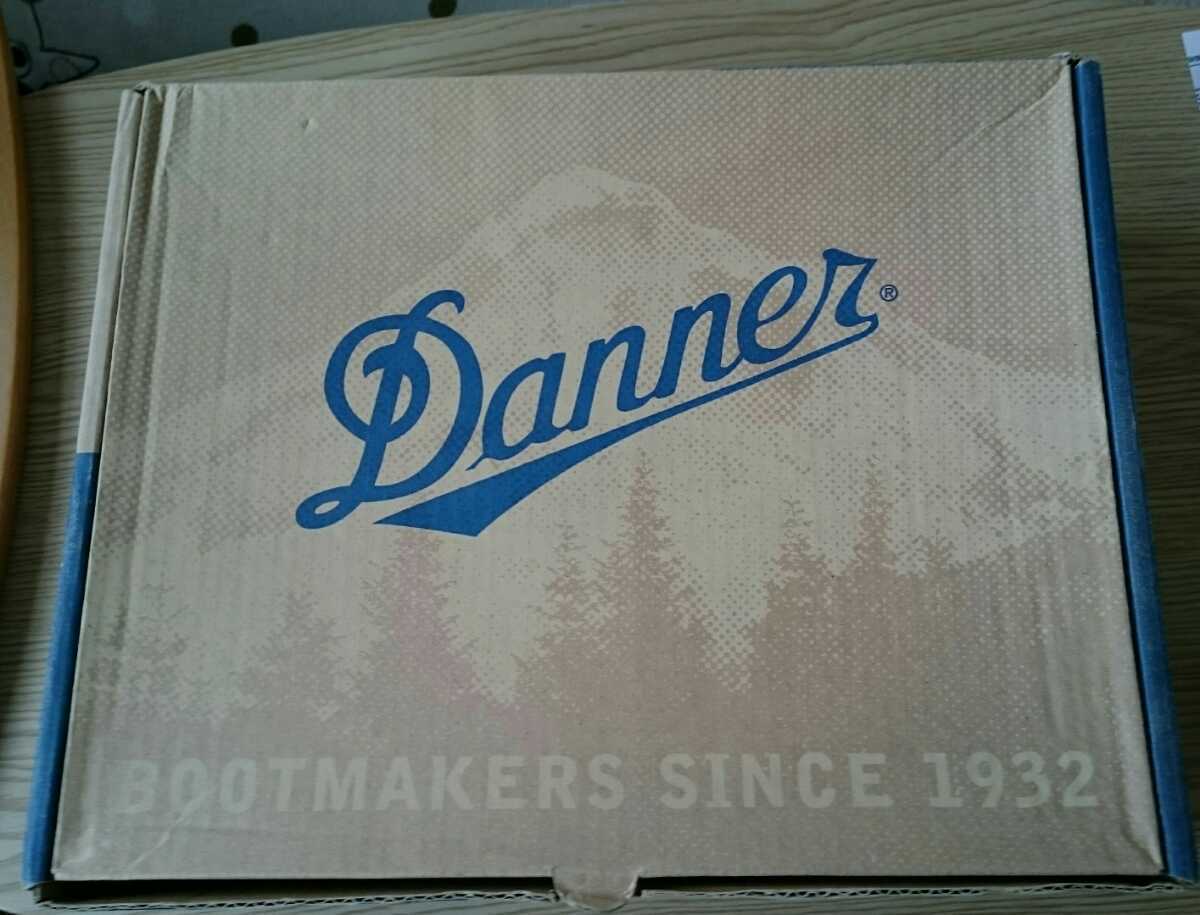 Danner®
BOOTMAKERS SINCE 1932